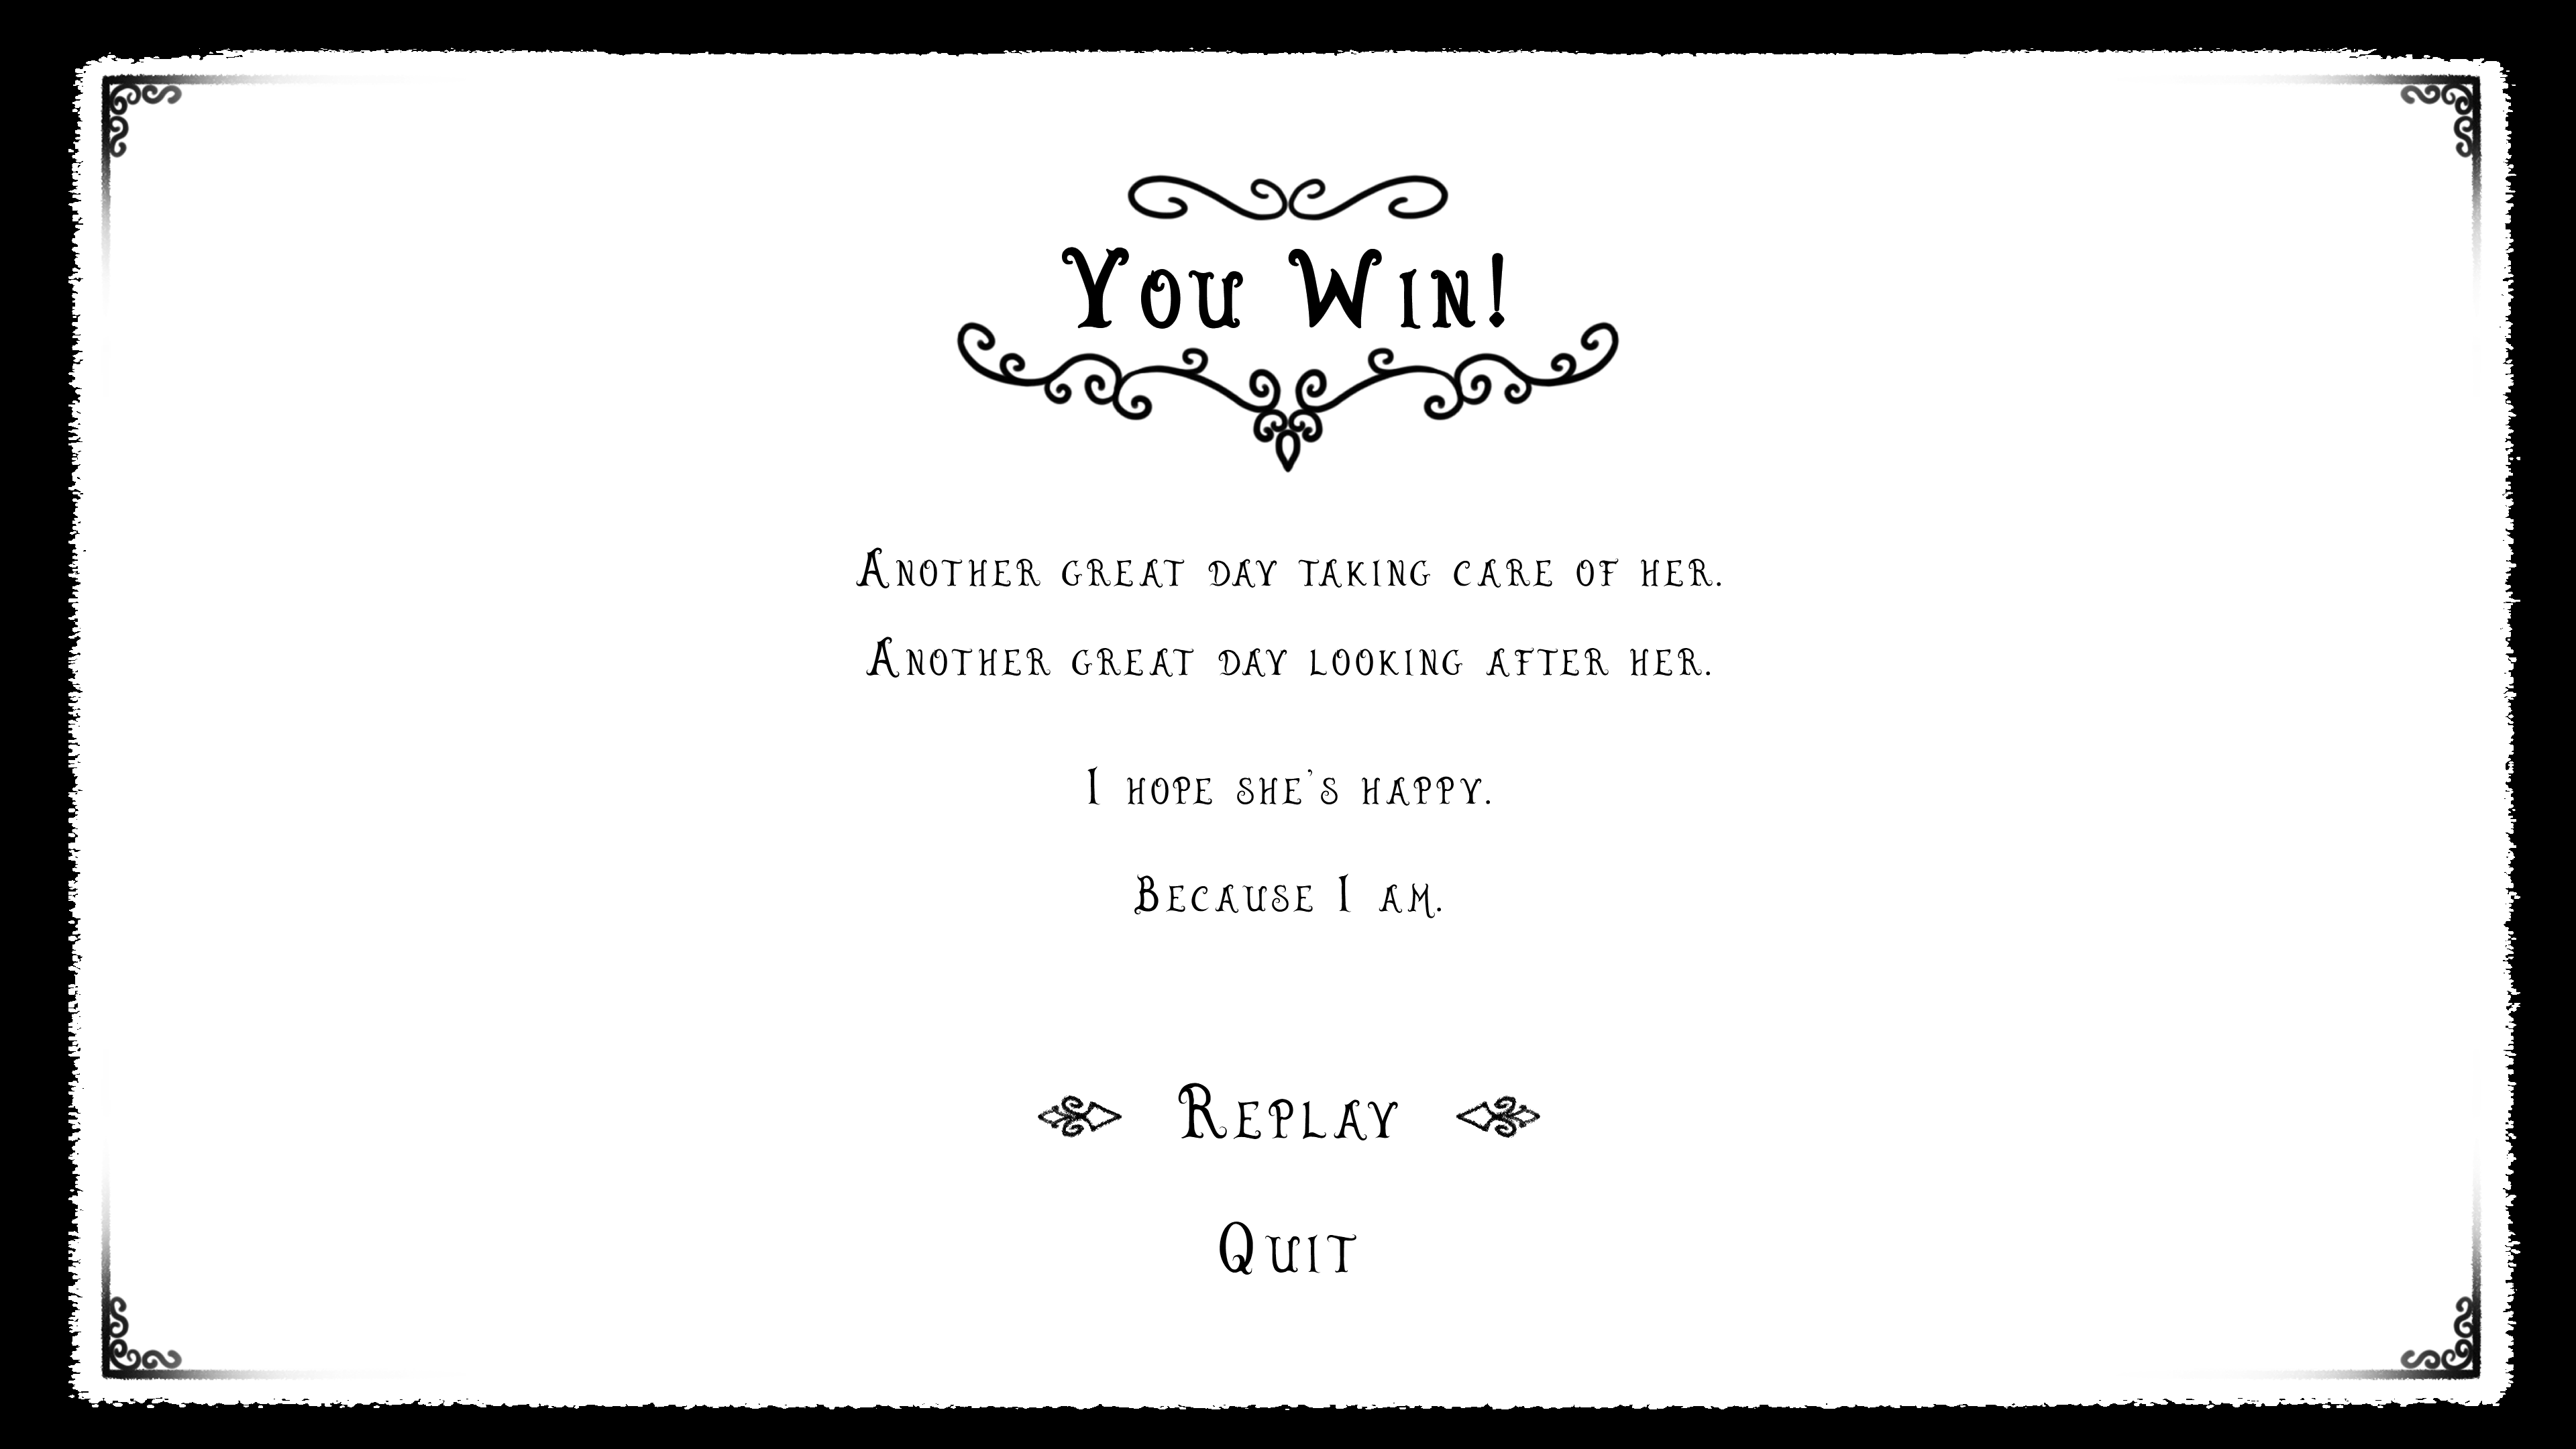 You Win!
Another great day taking care of her.
Another great day looking after her.
I hope she's happy.
Because I am.
Replay
Quit